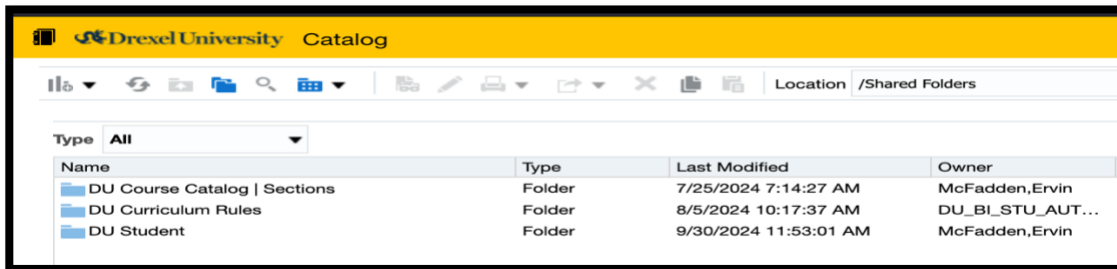 Drexel University Catalog
Location /Shared Folders
Type All
Name Type Last Modified Owner
DU Course Catalog | Sections Folder 7/25/2024 7:14:27 AM McFadden,Ervin
DU Curriculum Rules Folder 8/5/2024 10:17:37 AM DU_BI_STU_AUT...
DU Student Folder 9/30/2024 11:53:01 AM McFadden,Ervin